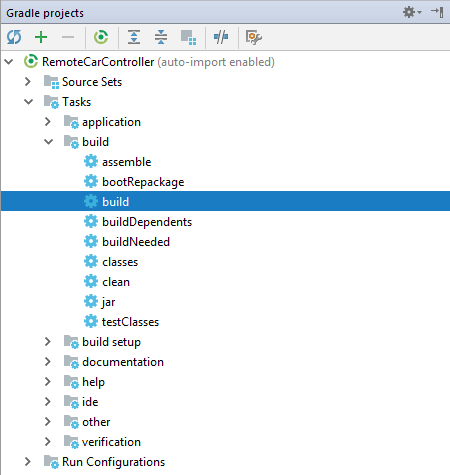 Gradle projects
RemoteCarController (auto-import enabled)
Source Sets
Tasks
application
build
assemble
bootRepackage
build
buildDependents
buildNeeded
classes
clean
jar
testClasses
build setup
documentation
help
ide
other
verification
Run Configurations